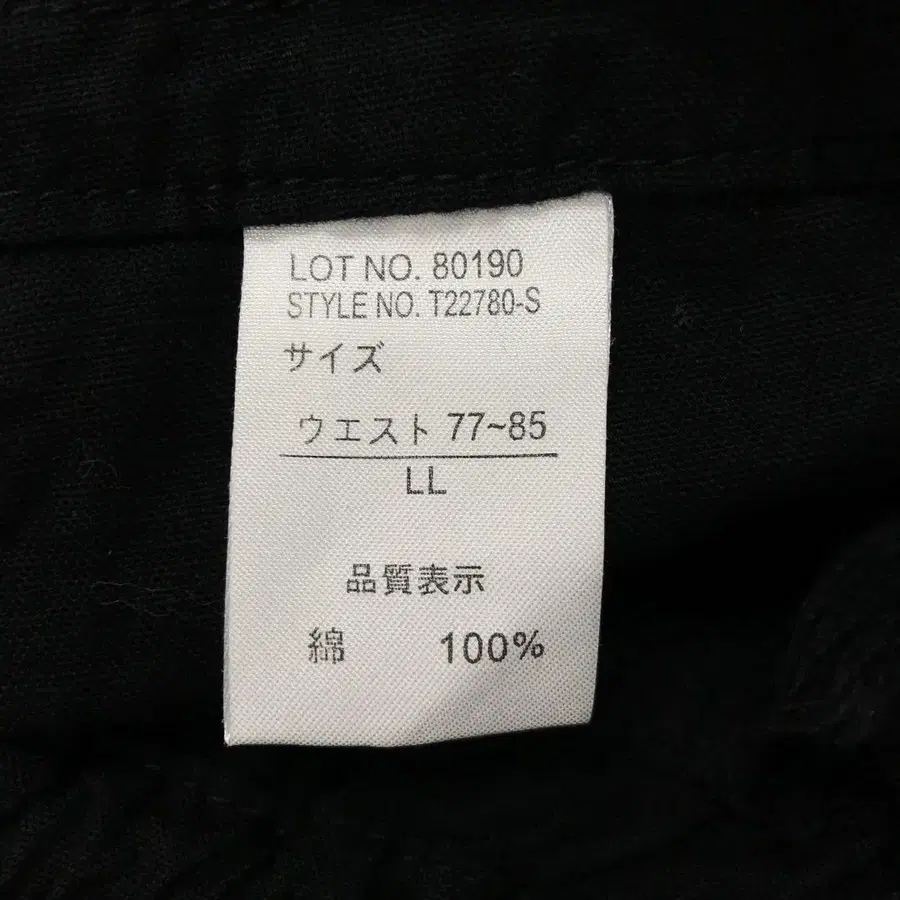 LOT NO. 80190
STYLE NO. T22780-S
サイズ
ウエスト 77~85
LL
品質表示
綿 100%